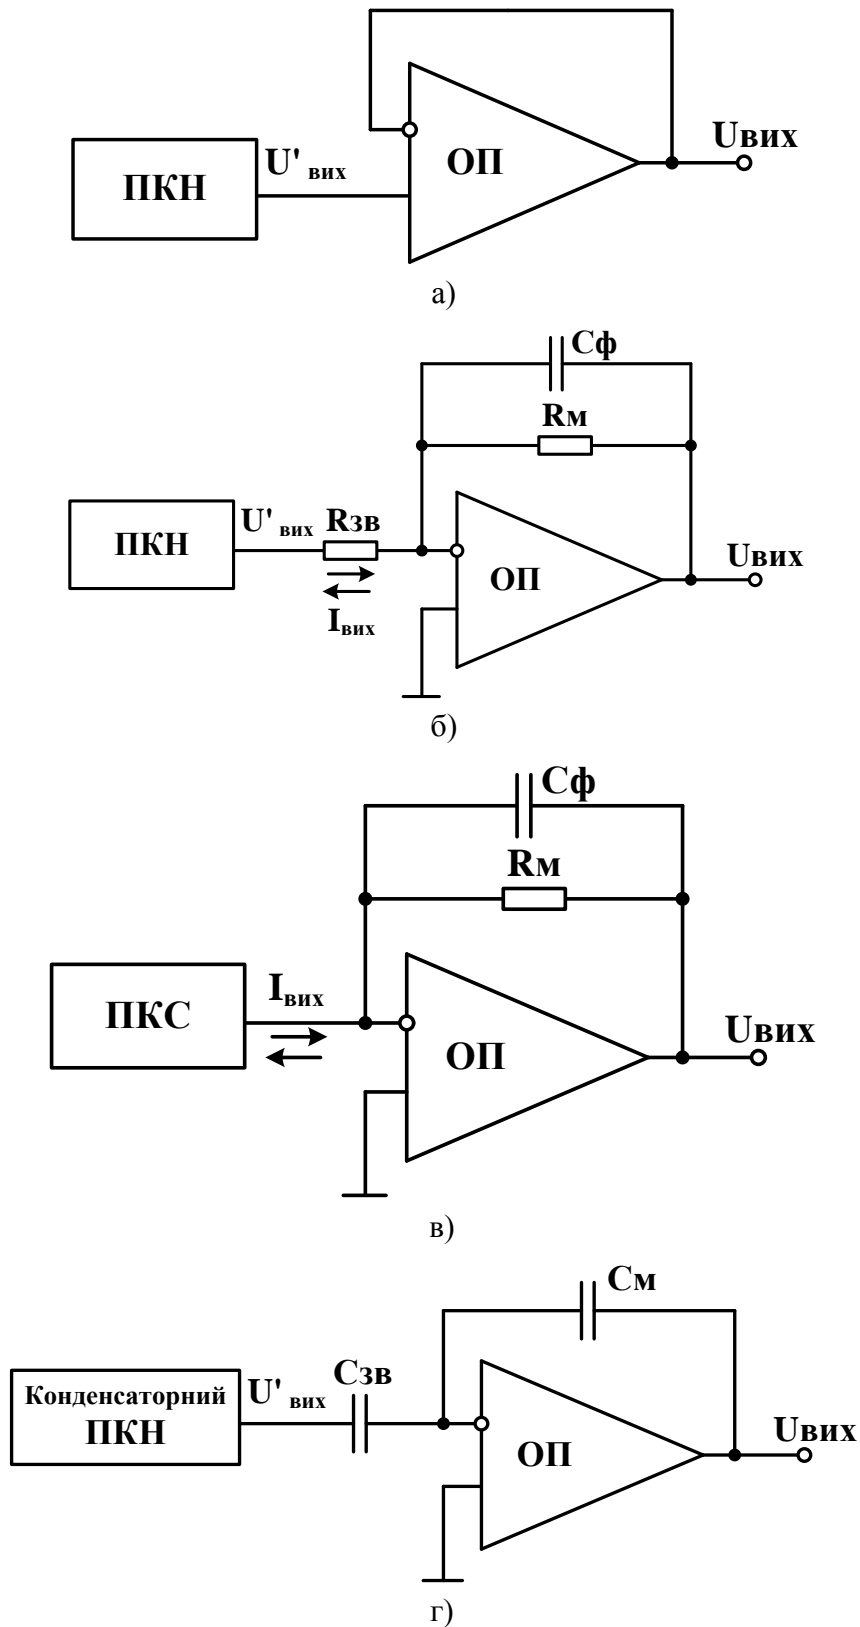 ПКН
U' вих
ОП
Uвих
а)
Сф
Rм
ПКН
U' вих
Rзв
Iвих
ОП
Uвих
б)
Сф
Rм
ПКС
Iвих
ОП
Uвих
в)
См
Конденсаторний
ПКН
U' вих
Сзв
ОП
Uвих
г)